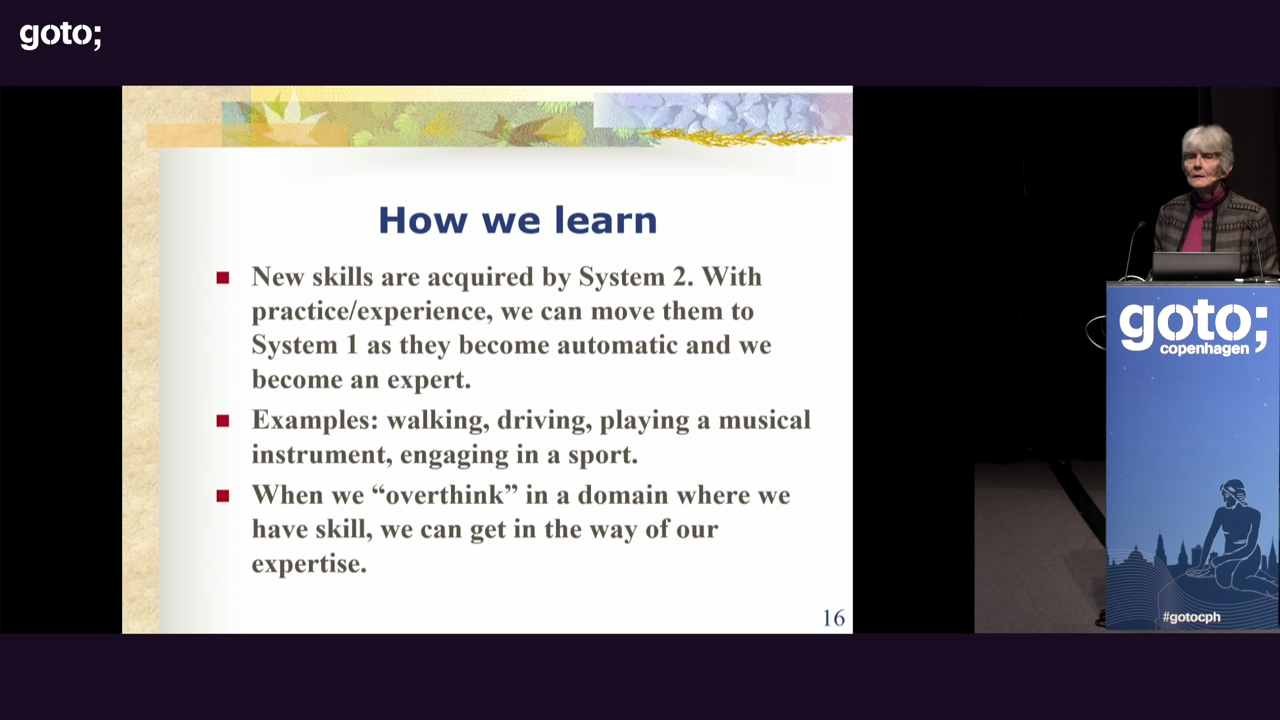 goto;
How we learn
New skills are acquired by System 2. With
practice/experience, we can move them to
System 1 as they become automatic and we
become an expert.
Examples: walking, driving, playing a musical
instrument, engaging in a sport.
When we “overthink” in a domain where we
have skill, we can get in the way of our
expertise.
16
goto;
copenhagen
#gotocph